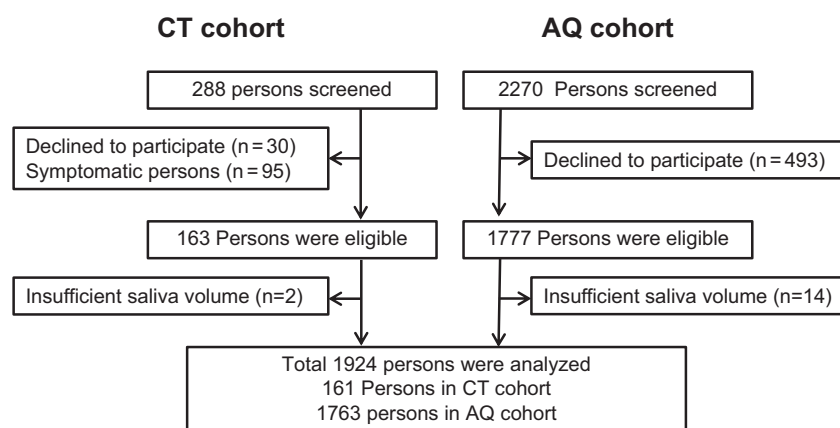 CT cohort
AQ cohort
288 persons screened
2270 Persons screened
Declined to participate (n=30)
Symptomatic persons (n=95)
Declined to participate (n=493)
163 Persons were eligible
1777 Persons were eligible
Insufficient saliva volume (n=2)
Insufficient saliva volume (n=14)
Total 1924 persons were analyzed
161 Persons in CT cohort
1763 persons in AQ cohort